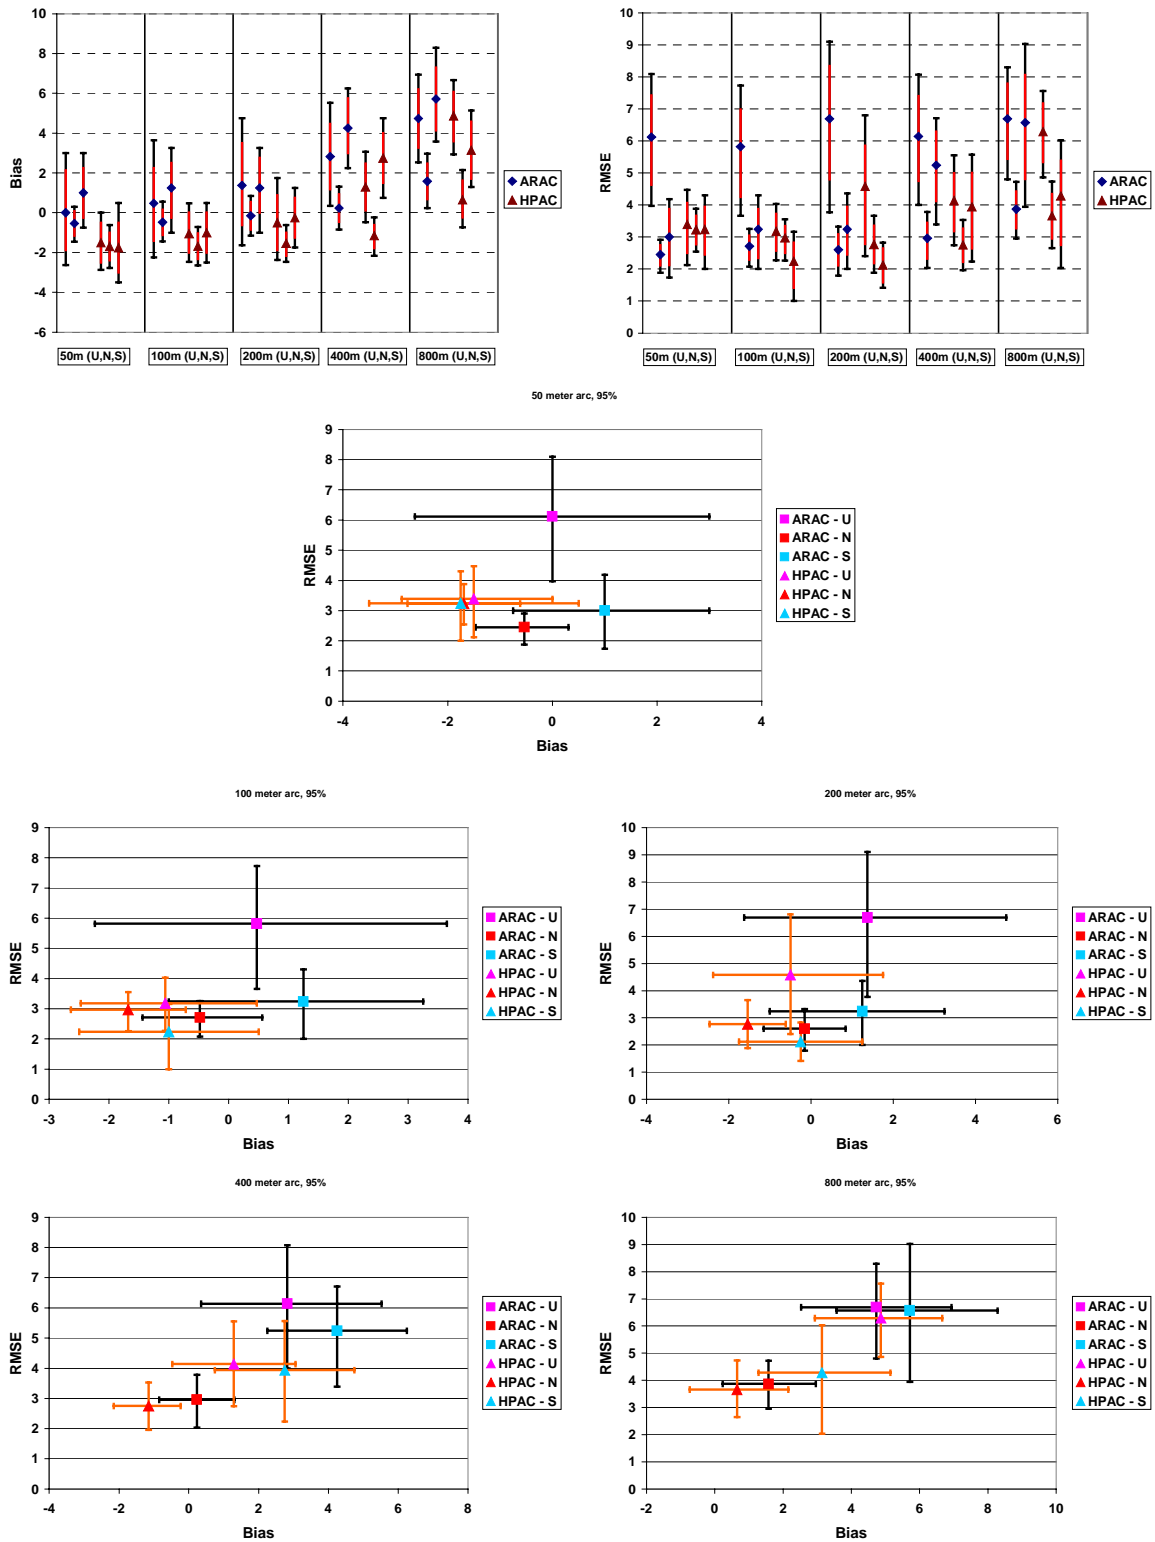 10
8
6
4
2
0
-2
-4
-6
Bias
50m (U,N,S)
100m (U,N,S)
200m (U,N,S)
400m (U,N,S)
800m (U,N,S)
ARAC
HPAC
10
9
8
7
6
5
4
3
2
1
0
RMSE
50m (U,N,S)
100m (U,N,S)
200m (U,N,S)
400m (U,N,S)
800m (U,N,S)
ARAC
HPAC
50 meter arc, 95%
9
8
7
6
5
4
3
2
1
0
RMSE
-4 -2 0 2 4
Bias
ARAC - U
ARAC - N
ARAC - S
HPAC - U
HPAC - N
HPAC - S
100 meter arc, 95%
9
8
7
6
5
4
3
2
1
0
RMSE
-3 -2 -1 0 1 2 3 4
Bias
ARAC - U
ARAC - N
ARAC - S
HPAC - U
HPAC - N
HPAC - S
200 meter arc, 95%
10
9
8
7
6
5
4
3
2
1
0
RMSE
-4 -2 0 2 4 6
Bias
ARAC - U
ARAC - N
ARAC - S
HPAC - U
HPAC - N
HPAC - S
400 meter arc, 95%
9
8
7
6
5
4
3
2
1
0
RMSE
-4 -2 0 2 4 6 8
Bias
ARAC - U
ARAC - N
ARAC - S
HPAC - U
HPAC - N
HPAC - S
800 meter arc, 95%
10
9
8
7
6
5
4
3
2
1
0
RMSE
-2 0 2 4 6 8 10
Bias
ARAC - U
ARAC - N
ARAC - S
HPAC - U
HPAC - N
HPAC - S